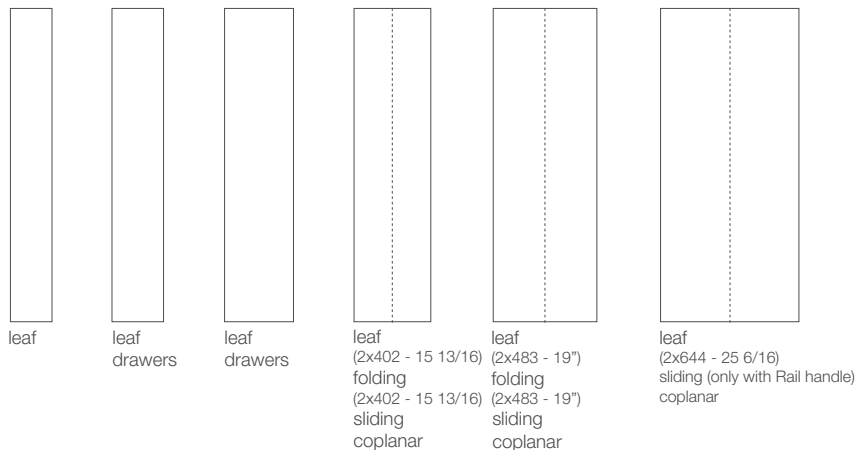 leaf
leaf
drawers
leaf
drawers
leaf
(2x402 - 15 13/16)
folding
(2x402 - 15 13/16)
sliding
coplanar
leaf
(2x483 - 19”)
folding
(2x483 - 19”)
sliding
coplanar
leaf
(2x644 - 25 6/16)
sliding (only with Rail handle)
coplanar